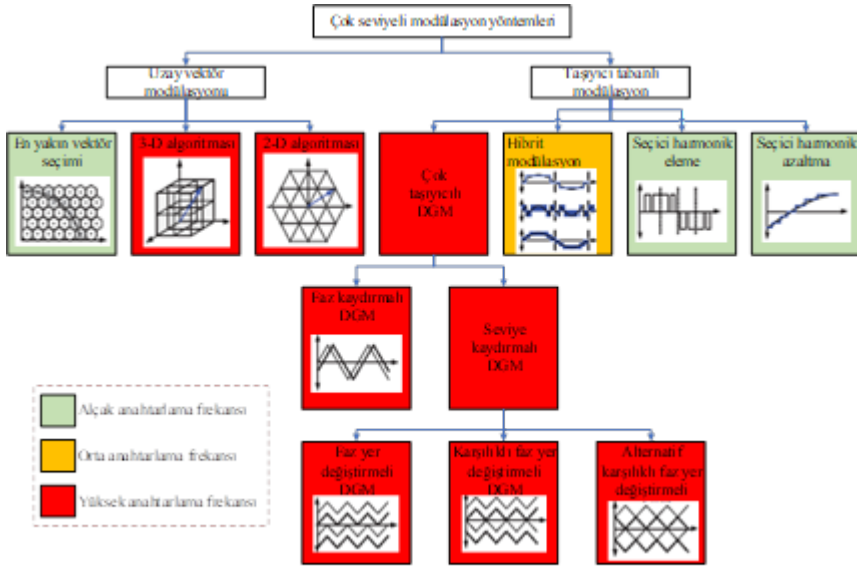 Çok seviyeli modülasyon yöntemleri
Uzay vektör
modülasyonu
Taşıyıcı tabanlı
modülasyon
En yakın vektör
seçimi
3-D algoritması
2-D algoritması
Çok
taşıyıcılı
DGM
Hibrit
modülasyon
Seçici harmonik
eleme
Seçici harmonik
azaltma
Faz kaydırmalı
DGM
Seviye
kaydırmalı
DGM
Alçak anahtarlama frekansı
Orta anahtarlama frekansı
Yüksek anahtarlama frekansı
Faz yer
değiştirmeli
DGM
Karşılıklı faz yer
değiştirmeli
DGM
Alternatif
karşılıklı faz yer
değiştirmeli